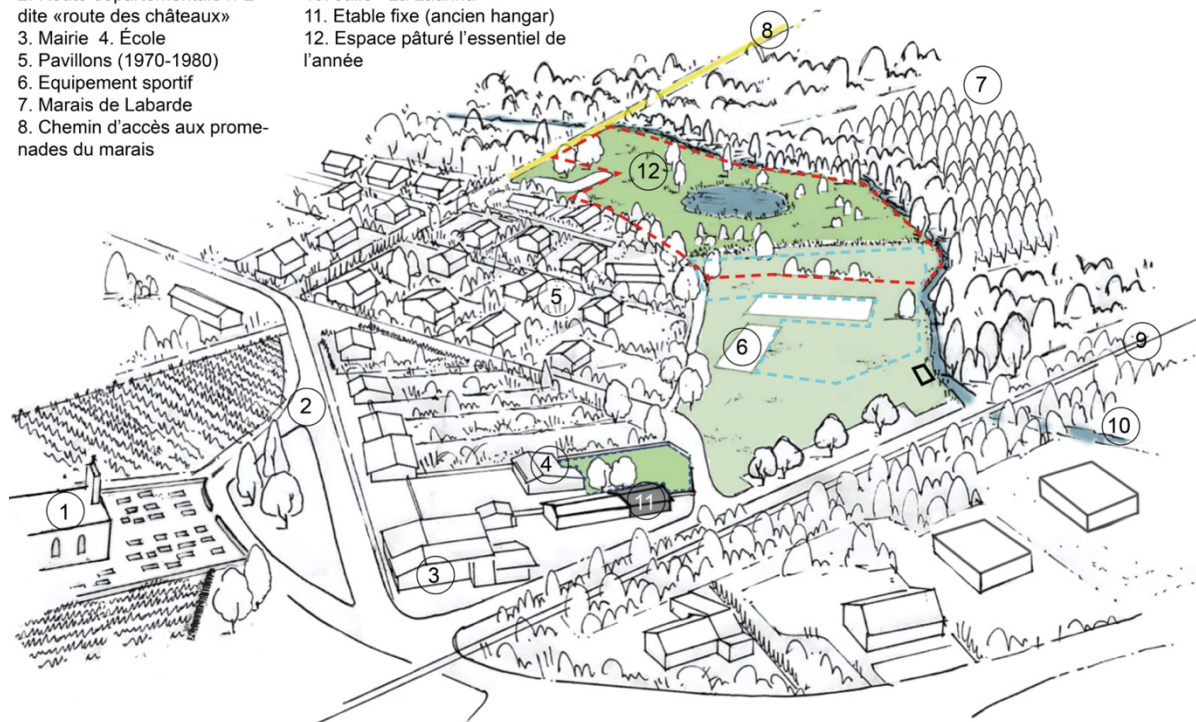 dite «route des châteaux»
3. Mairie 4. École
5. Pavillons (1970-1980)
6. Equipement sportif
7. Marais de Labarde
8. Chemin d’accès aux prome-
nades du marais
11. Etable fixe (ancien hangar)
12. Espace pâturé l’essentiel de
l’année
8
7
12
9
5
6
2
10
4
1
11
3